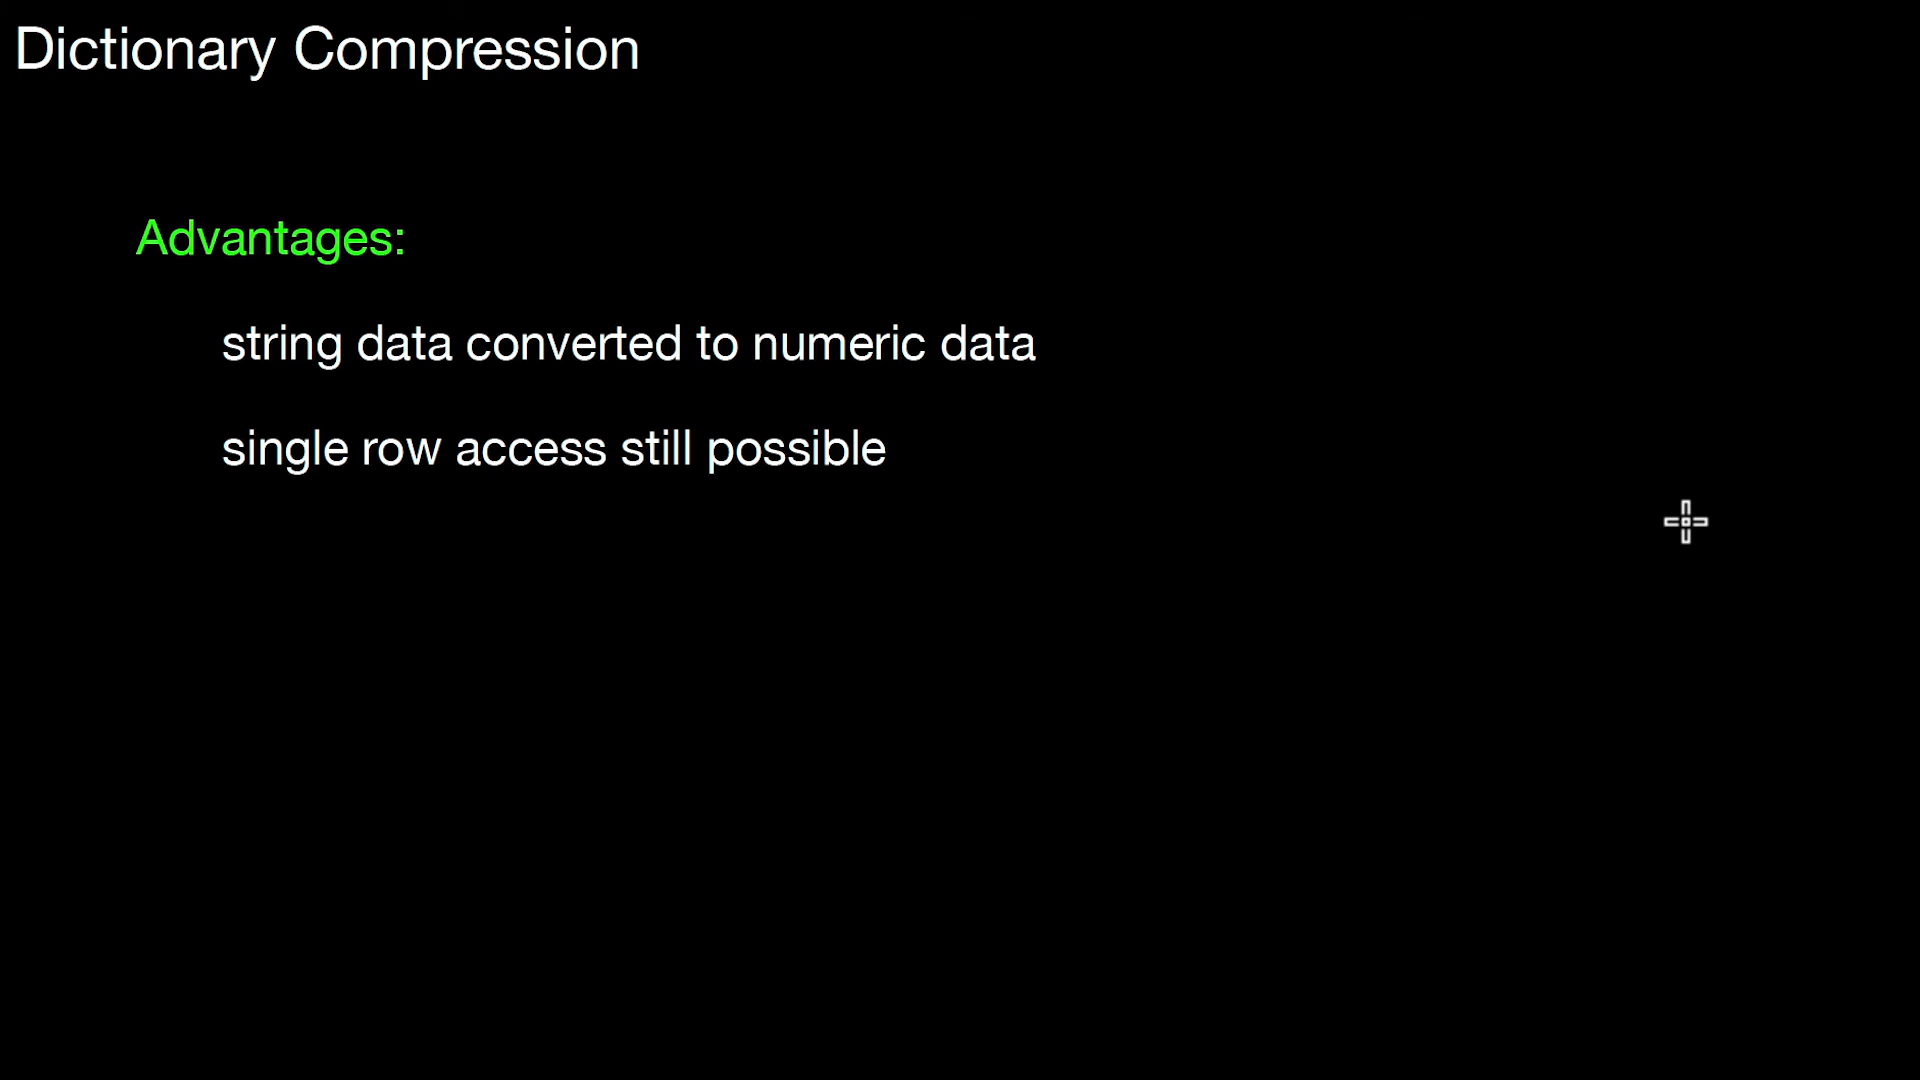 Dictionary Compression
Advantages:
string data converted to numeric data
single row access still possible